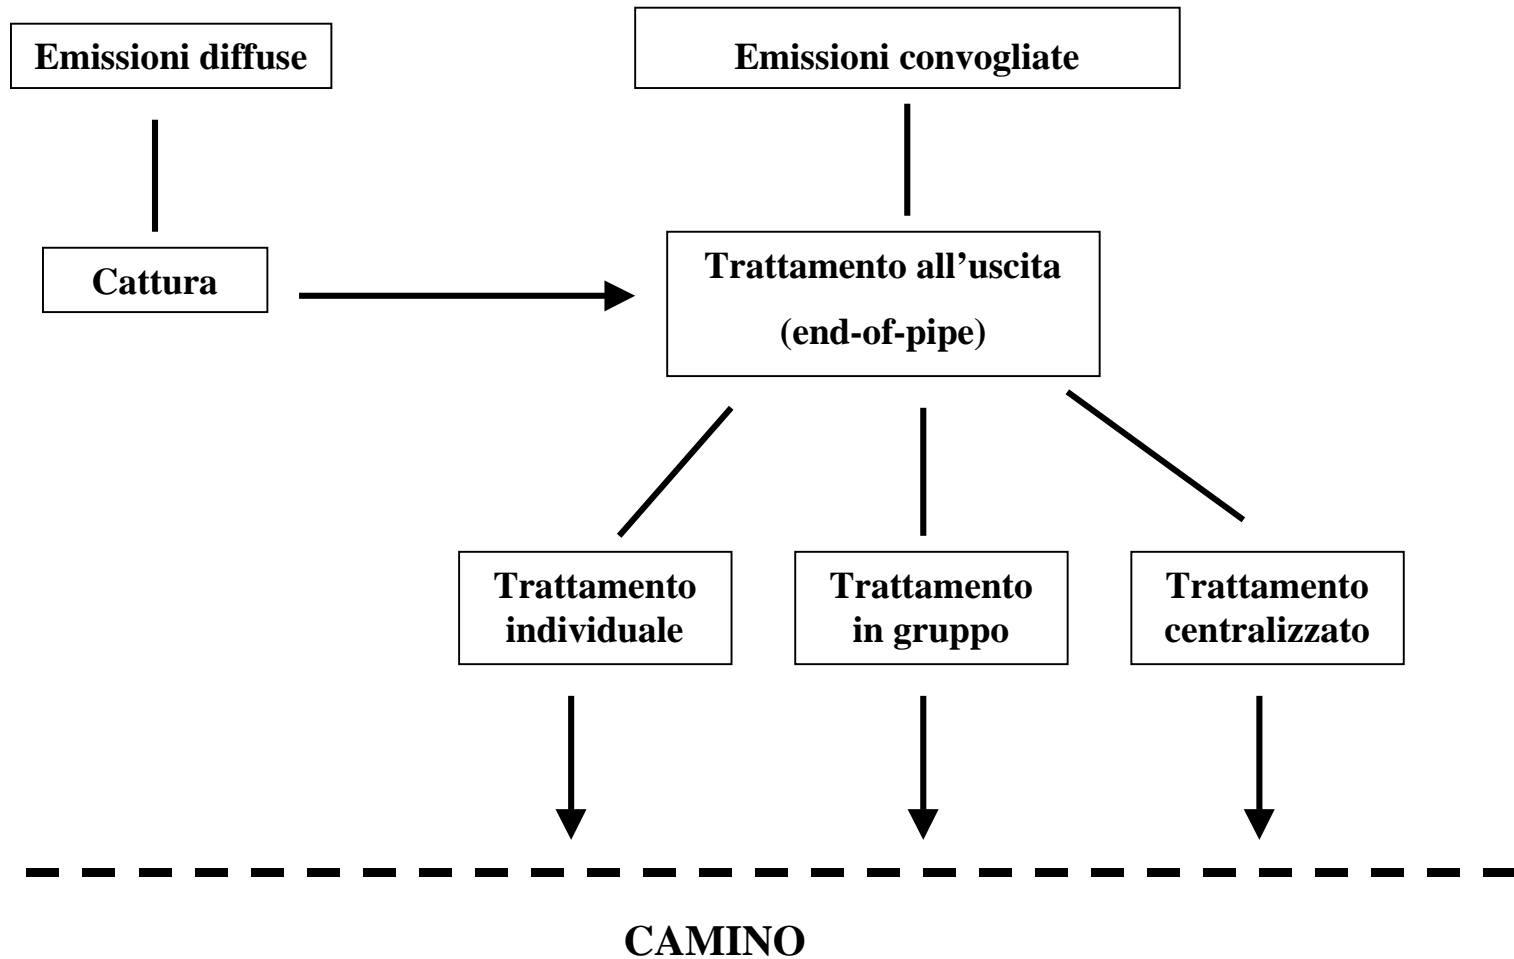 Emissioni diffuse
Emissioni convogliate
Cattura
Trattamento all’uscita
(end-of-pipe)
Trattamento
individuale
Trattamento
in gruppo
Trattamento
centralizzato
CAMINO